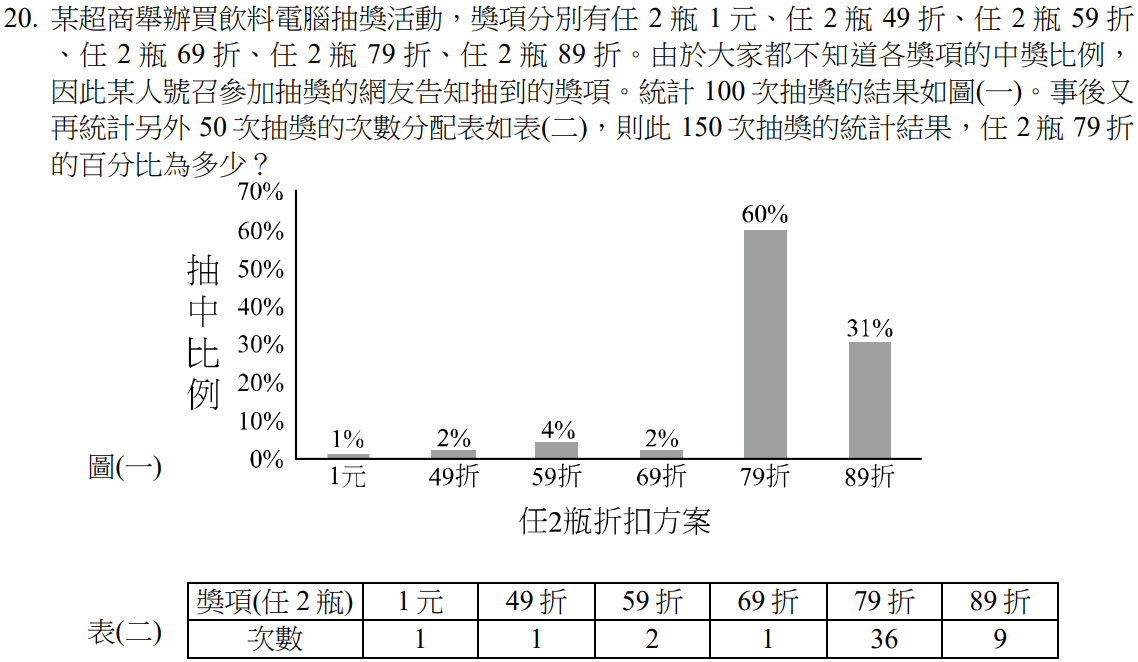 20. 某超商舉辦買飲料電腦抽獎活動，獎項分別有任 2 瓶 1 元、任 2 瓶 49 折、任 2 瓶 59 折
、任 2 瓶 69 折、任 2 瓶 79 折、任 2 瓶 89 折。由於大家都不知道各獎項的中獎比例，
因此某人號召參加抽獎的網友告知抽到的獎項。統計 100 次抽獎的結果如圖(一)。事後又
再統計另外 50 次抽獎的次數分配表如表(二)，則此 150 次抽獎的統計結果，任 2 瓶 79 折
的百分比為多少？
70%
60%
50%
40%
30%
20%
10%
0%
抽中比例
1%
2%
4%
2%
60%
31%
1元
49折
59折
69折
79折
89折
任2瓶折扣方案
圖(一)
表(二)
獎項(任 2 瓶) 1 元 49 折 59 折 69 折 79 折 89 折
次數 1 1 2 1 36 9